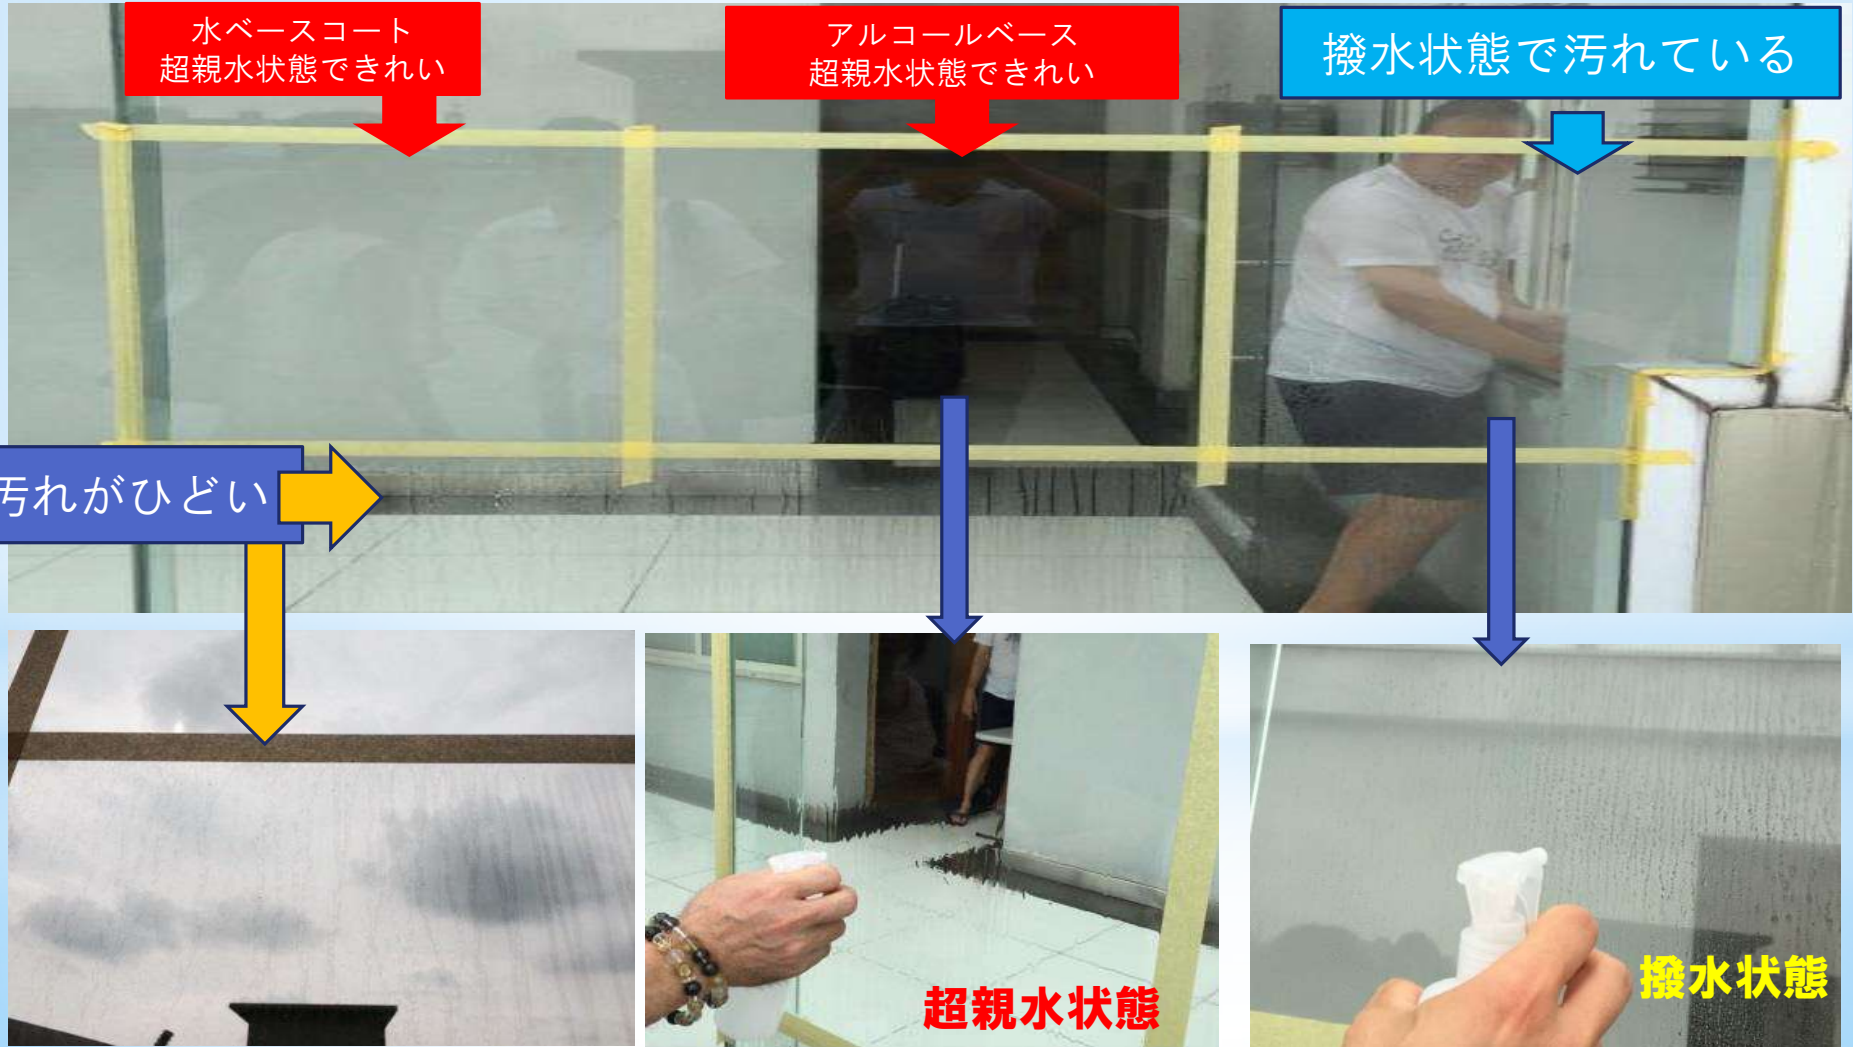 水ベースコート
超親水状態できれい
アルコールベース
超親水状態できれい
撥水状態で汚れている
汚れがひどい
超親水状態
撥水状態